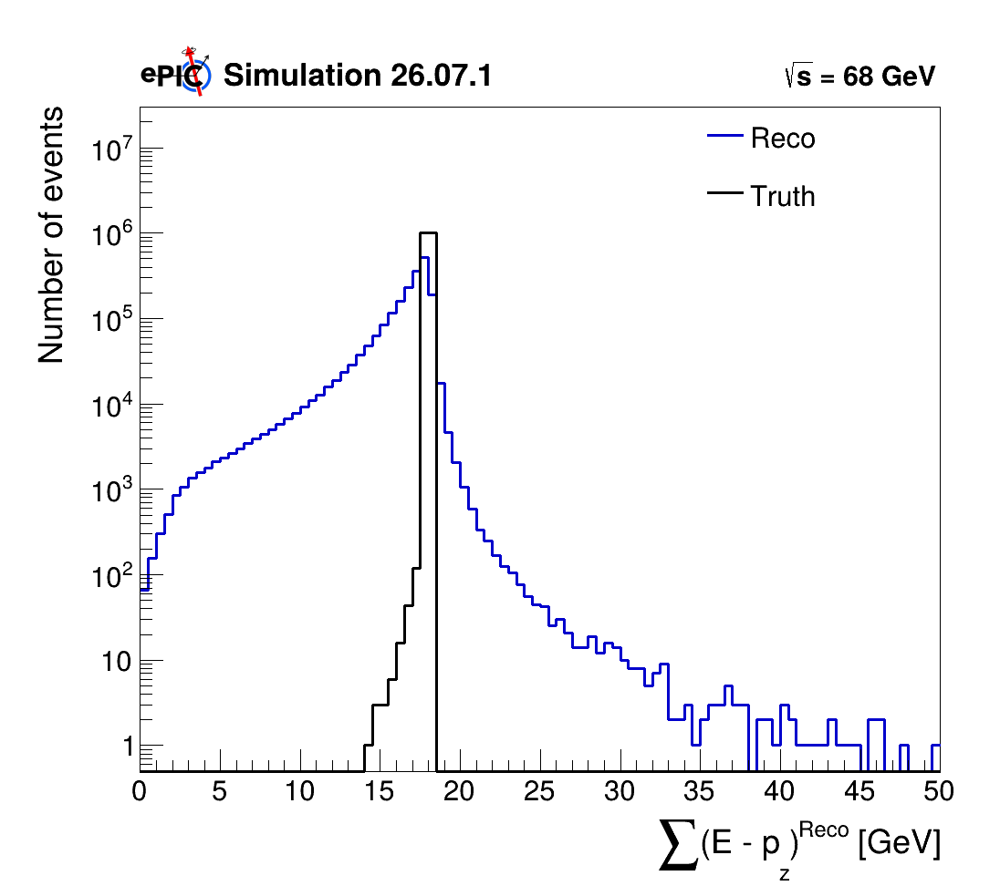 ePIC Simulation 26.07.1 √s = 68 GeV
Number of events
Reco
Truth
10⁷
10⁶
10⁵
10⁴
10³
10²
10
1
0 5 10 15 20 25 30 35 40 45 50
∑(E - p_z)^Reco [GeV]